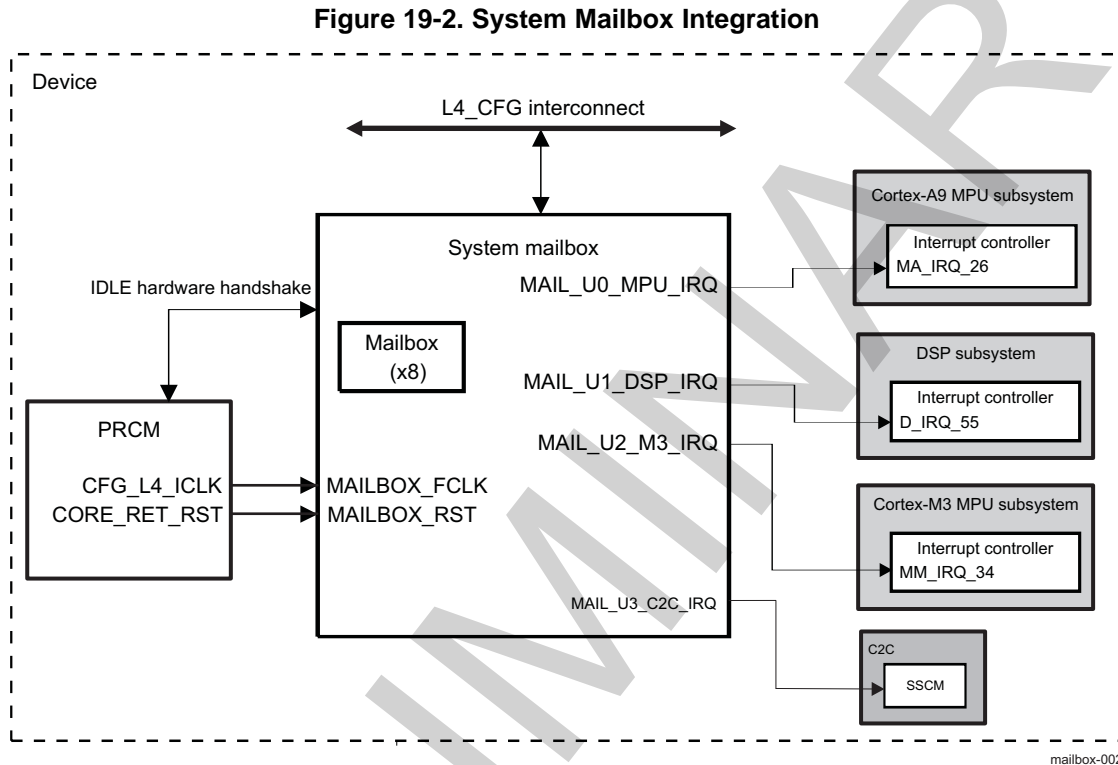 Figure 19-2. System Mailbox Integration
Device
L4_CFG interconnect
System mailbox
IDLE hardware handshake
Mailbox
(x8)
PRCM
CFG_L4_ICLK
CORE_RET_RST
MAILBOX_FCLK
MAILBOX_RST
MAIL_U0_MPU_IRQ
MAIL_U1_DSP_IRQ
MAIL_U2_M3_IRQ
MAIL_U3_C2C_IRQ
Cortex-A9 MPU subsystem
Interrupt controller
MA_IRQ_26
DSP subsystem
Interrupt controller
D_IRQ_55
Cortex-M3 MPU subsystem
Interrupt controller
MM_IRQ_34
C2C
SSCM
mailbox-002